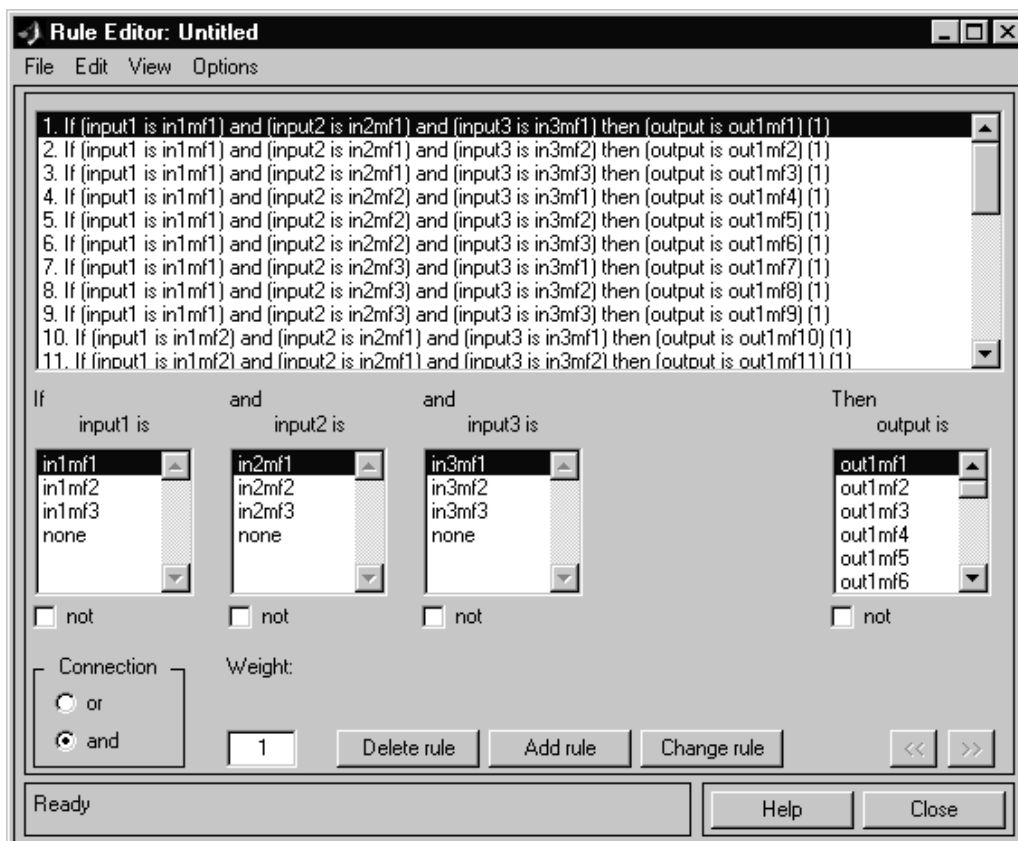 Rule Editor: Untitled
File Edit View Options
1. If (input1 is in1mf1) and (input2 is in2mf1) and (input3 is in3mf1) then (output is out1mf1) (1)
2. If (input1 is in1mf1) and (input2 is in2mf1) and (input3 is in3mf2) then (output is out1mf2) (1)
3. If (input1 is in1mf1) and (input2 is in2mf1) and (input3 is in3mf3) then (output is out1mf3) (1)
4. If (input1 is in1mf1) and (input2 is in2mf2) and (input3 is in3mf1) then (output is out1mf4) (1)
5. If (input1 is in1mf1) and (input2 is in2mf2) and (input3 is in3mf2) then (output is out1mf5) (1)
6. If (input1 is in1mf1) and (input2 is in2mf2) and (input3 is in3mf3) then (output is out1mf6) (1)
7. If (input1 is in1mf1) and (input2 is in2mf3) and (input3 is in3mf1) then (output is out1mf7) (1)
8. If (input1 is in1mf1) and (input2 is in2mf3) and (input3 is in3mf2) then (output is out1mf8) (1)
9. If (input1 is in1mf1) and (input2 is in2mf3) and (input3 is in3mf3) then (output is out1mf9) (1)
10. If (input1 is in1mf2) and (input2 is in2mf1) and (input3 is in3mf1) then (output is out1mf10) (1)
11. If (input1 is in1mf2) and (input2 is in2mf1) and (input3 is in3mf2) then (output is out1mf11) (1)
If and and Then
input1 is input2 is input3 is output is
in1mf1 in2mf1 in3mf1 out1mf1
in1mf2 in2mf2 in3mf2 out1mf2
in1mf3 in2mf3 in3mf3 out1mf3
none none none out1mf4
out1mf5
out1mf6
not not not not
Connection Weight:
or
and 1 Delete rule Add rule Change rule << >>
Ready Help Close